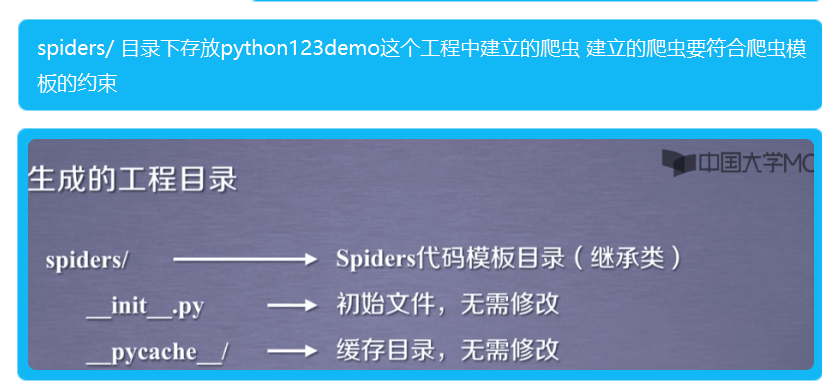 spiders/ 目录下存放python123demo这个工程中建立的爬虫 建立的爬虫要符合爬虫模
板的约束
中国大学MO
生成的工程目录
spiders/ Spiders代码模板目录（继承类）
__init__.py 初始文件，无需修改
__pycache__/ 缓存目录，无需修改